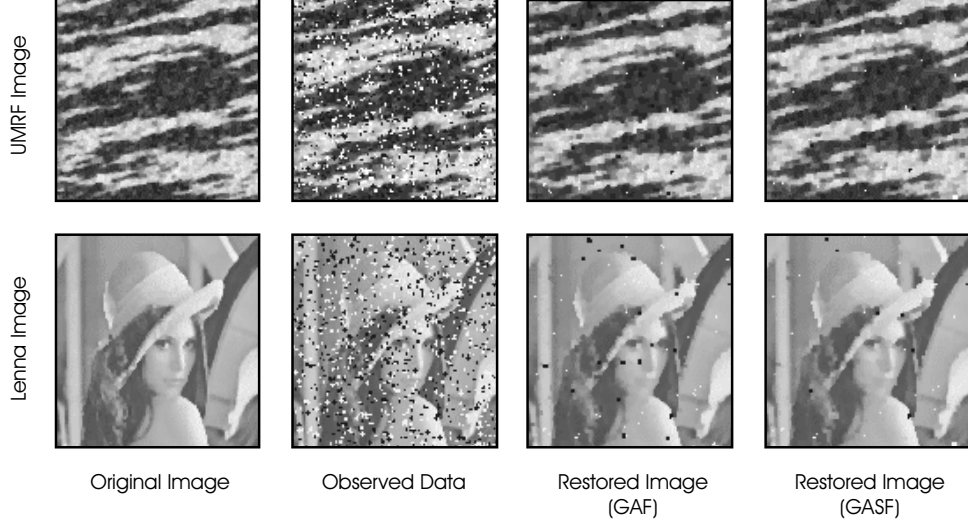 UMRF Image
Lenna Image
Original Image
Observed Data
Restored Image
(GAF)
Restored Image
(GASF)